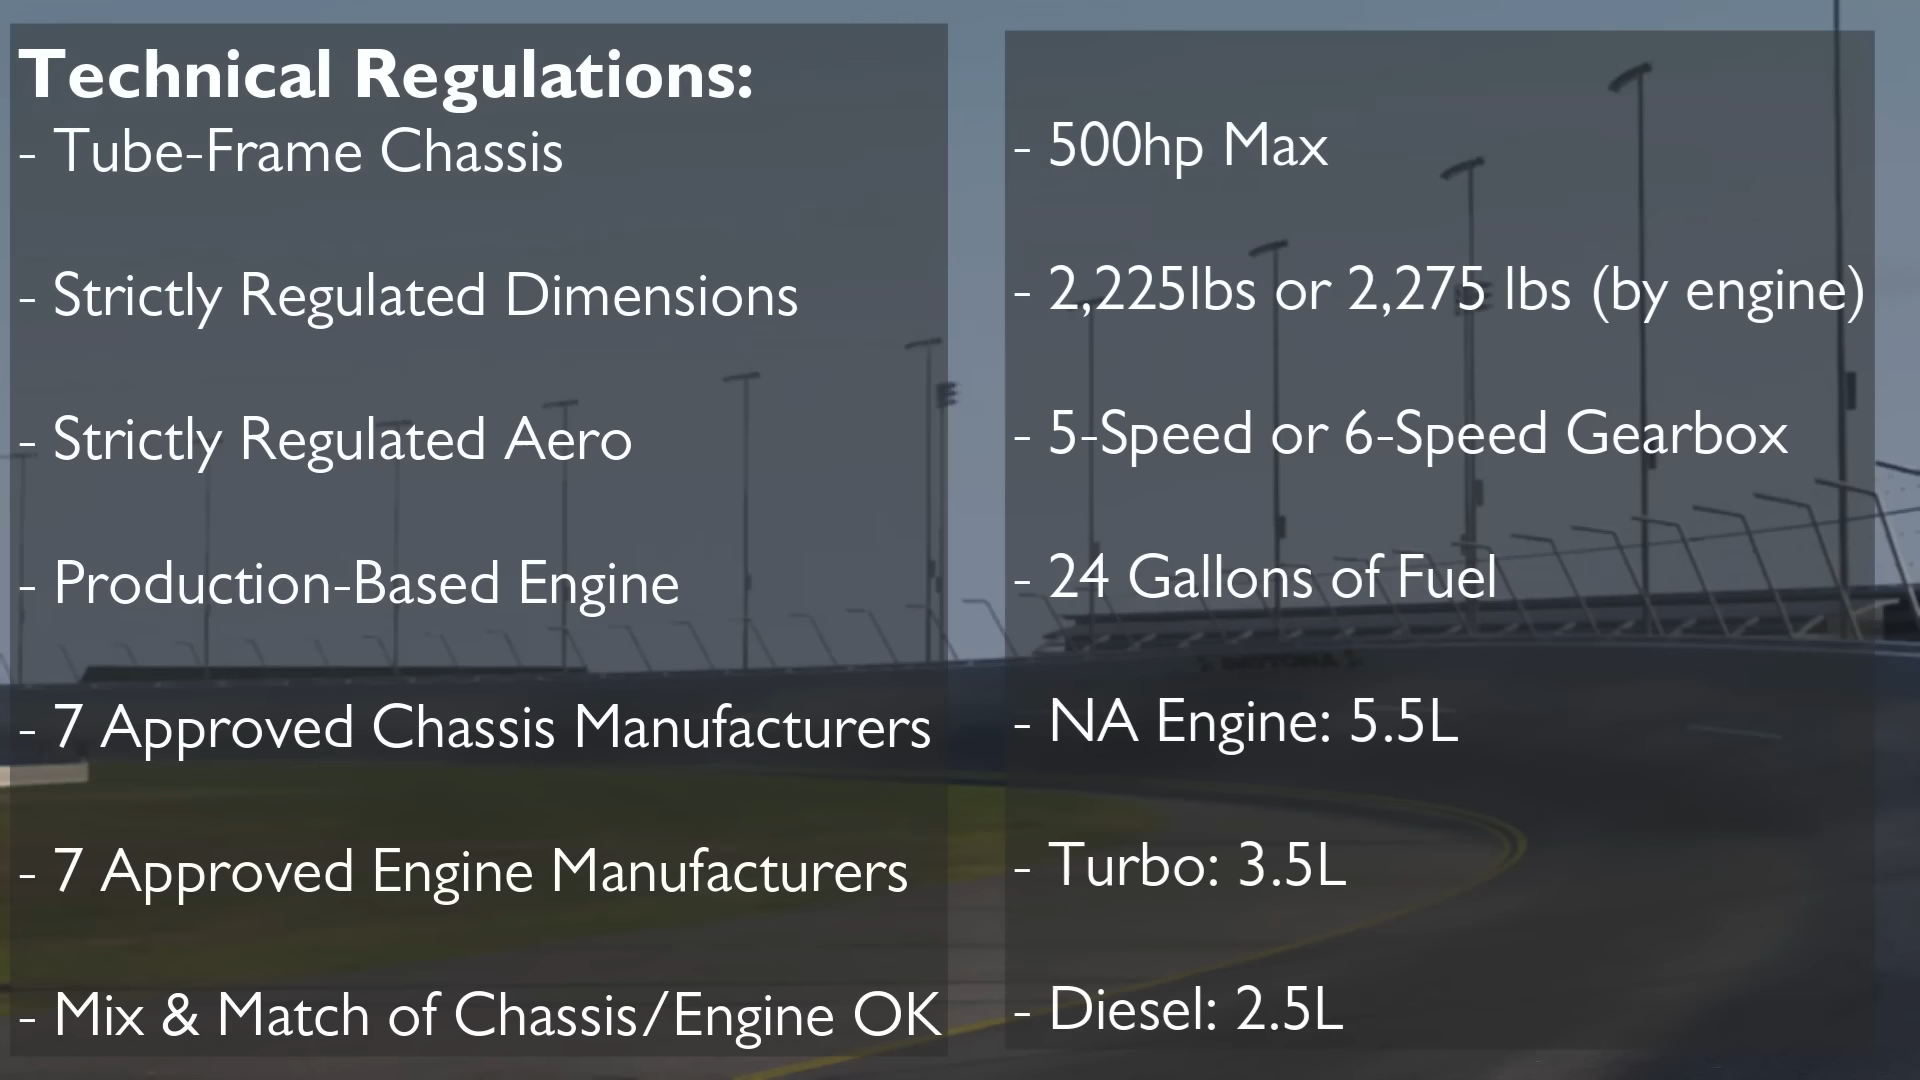 Technical Regulations:
- Tube-Frame Chassis
- Strictly Regulated Dimensions
- Strictly Regulated Aero
- Production-Based Engine
- 7 Approved Chassis Manufacturers
- 7 Approved Engine Manufacturers
- Mix & Match of Chassis/Engine OK
- 500hp Max
- 2,225lbs or 2,275 lbs (by engine)
- 5-Speed or 6-Speed Gearbox
- 24 Gallons of Fuel
- NA Engine: 5.5L
- Turbo: 3.5L
- Diesel: 2.5L
DAYTONA